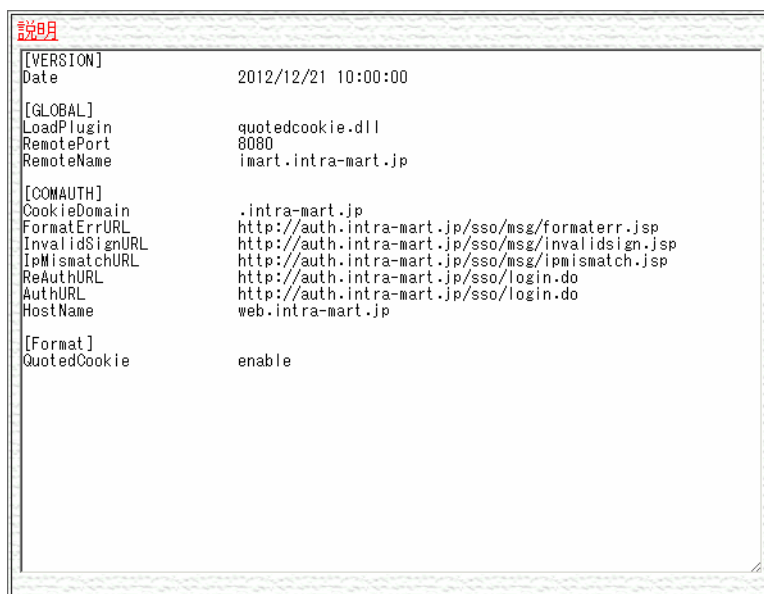 説明
[VERSION]
Date 2012/12/21 10:00:00
[GLOBAL]
LoadPlugin quotedcookie.dll
RemotePort 8080
RemoteName imart.intra-mart.jp
[COMAUTH]
CookieDomain .intra-mart.jp
FormatErrURL http://auth.intra-mart.jp/sso/msg/formaterr.jsp
InvalidSignURL http://auth.intra-mart.jp/sso/msg/invalidsign.jsp
IpMismatchURL http://auth.intra-mart.jp/sso/msg/ipmismatch.jsp
ReAuthURL http://auth.intra-mart.jp/sso/login.do
AuthURL http://auth.intra-mart.jp/sso/login.do
HostName web.intra-mart.jp
[Format]
QuotedCookie enable